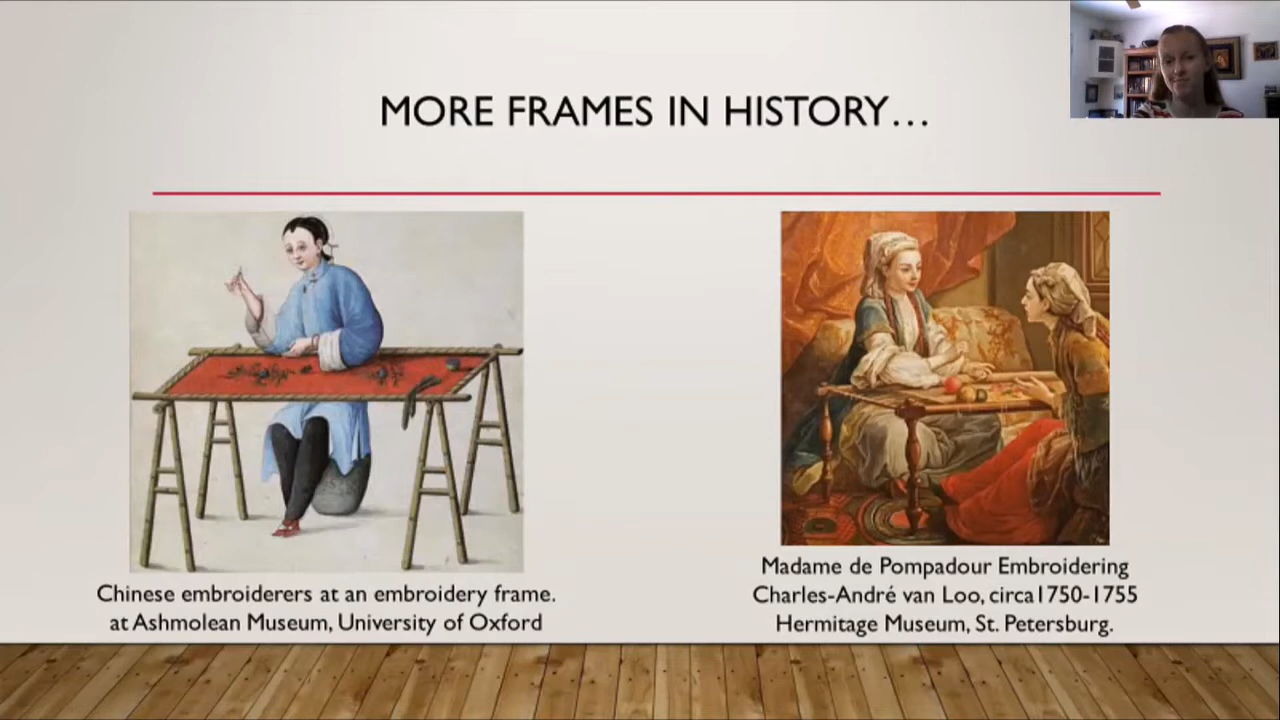 MORE FRAMES IN HISTORY…
Chinese embroiderers at an embroidery frame.
at Ashmolean Museum, University of Oxford
Madame de Pompadour Embroidering
Charles-André van Loo, circa1750-1755
Hermitage Museum, St. Petersburg.